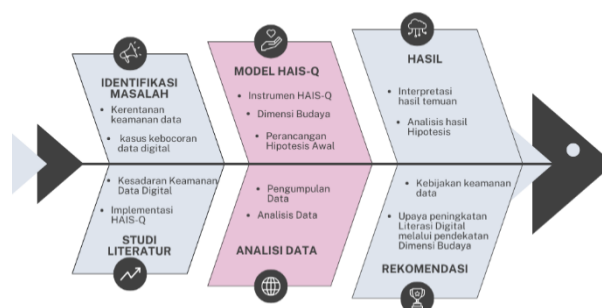 IDENTIFIKASI
MASALAH
• Kerentanan
keamanan data
• kasus kebocoran
data digital
MODEL HAIS-Q
• Instrumen HAIS-Q
• Dimensi Budaya
• Perancangan
Hipotesis Awal
HASIL
• Interpretasi
hasil temuan
• Analisis hasil
Hipotesis
• Kesadaran Keamanan
Data Digital
• Implementasi
HAIS-Q
STUDI
LITERATUR
• Pengumpulan
Data
• Analisis Data
ANALISI DATA
• Kebijakan keamanan
data
• Upaya peningkatan
Literasi Digital
melalui pendekatan
Dimensi Budaya
REKOMENDASI